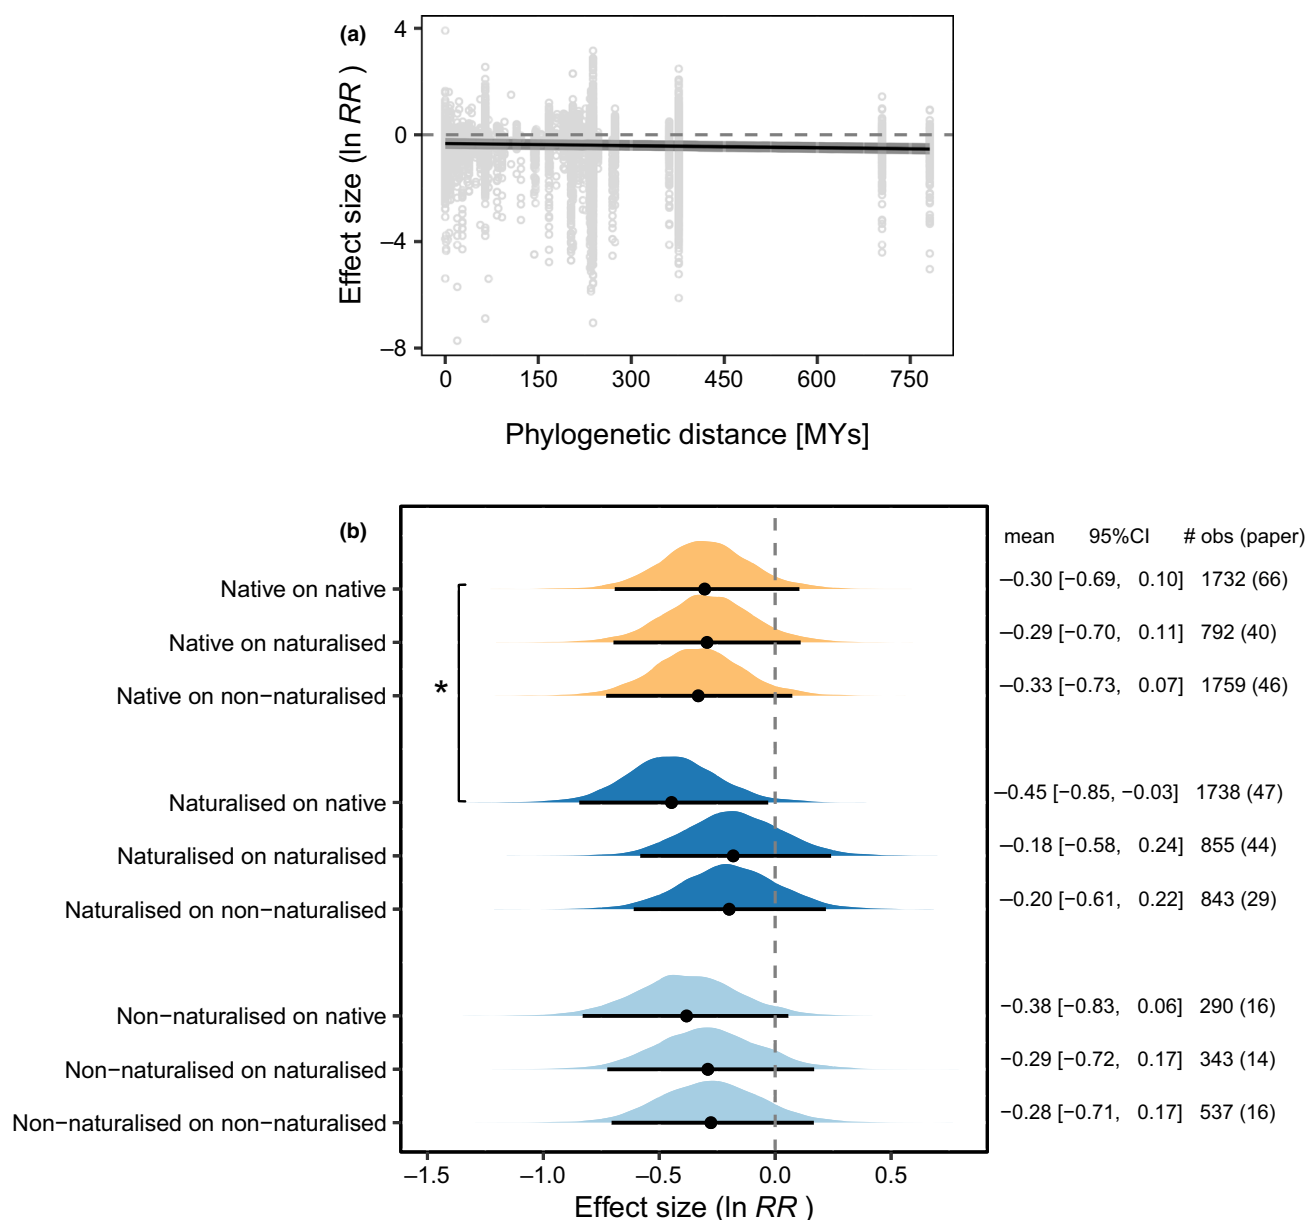 (a)
Effect size (ln RR )
4
0
−4
−8
0 150 300 450 600 750
Phylogenetic distance [MYs]
(b)
mean 95%CI # obs (paper)
Native on native −0.30 [−0.69, 0.10] 1732 (66)
Native on naturalised −0.29 [−0.70, 0.11] 792 (40)
Native on non−naturalised −0.33 [−0.73, 0.07] 1759 (46)
*
Naturalised on native −0.45 [−0.85, −0.03] 1738 (47)
Naturalised on naturalised −0.18 [−0.58, 0.24] 855 (44)
Naturalised on non−naturalised −0.20 [−0.61, 0.22] 843 (29)
Non−naturalised on native −0.38 [−0.83, 0.06] 290 (16)
Non−naturalised on naturalised −0.29 [−0.72, 0.17] 343 (14)
Non−naturalised on non−naturalised −0.28 [−0.71, 0.17] 537 (16)
−1.5 −1.0 −0.5 0.0 0.5
Effect size (ln RR )